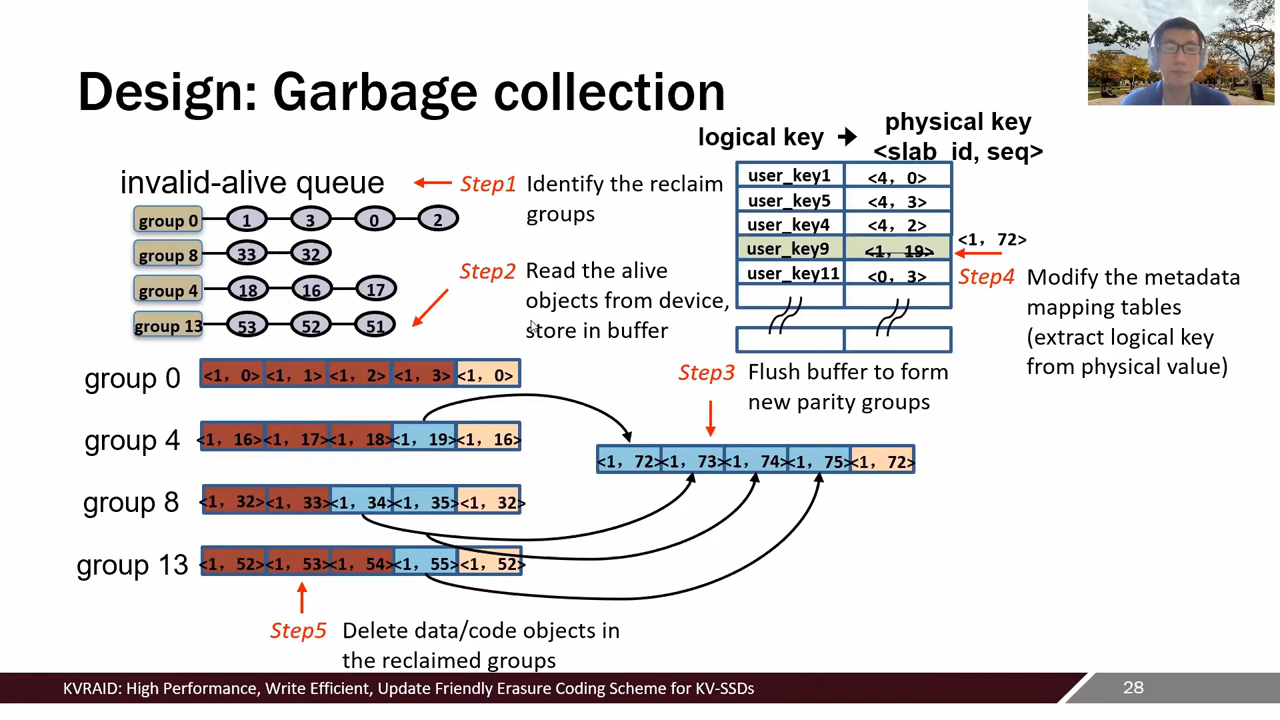 Design: Garbage collection
logical key → physical key
<slab_id, seq>
invalid-alive queue
Step1 Identify the reclaim
groups
group 0 1 3 0 2
group 8 33 32
group 4 18 16 17
group 13 53 52 51
Step2 Read the alive
objects from device,
store in buffer
user_key1 <4, 0>
user_key5 <4, 3>
user_key4 <4, 2>
user_key9 <1, 19> <1, 72>
user_key11 <0, 3>
Step4 Modify the metadata
mapping tables
(extract logical key
from physical value)
Step3 Flush buffer to form
new parity groups
group 0 <1, 0> <1, 1> <1, 2> <1, 3> <1, 0>
group 4 <1, 16> <1, 17> <1, 18> <1, 19> <1, 16>
<1, 72> <1, 73> <1, 74> <1, 75> <1, 72>
group 8 <1, 32> <1, 33> <1, 34> <1, 35> <1, 32>
group 13 <1, 52> <1, 53> <1, 54> <1, 55> <1, 52>
Step5 Delete data/code objects in
the reclaimed groups
KVRAID: High Performance, Write Efficient, Update Friendly Erasure Coding Scheme for KV-SSDs
28